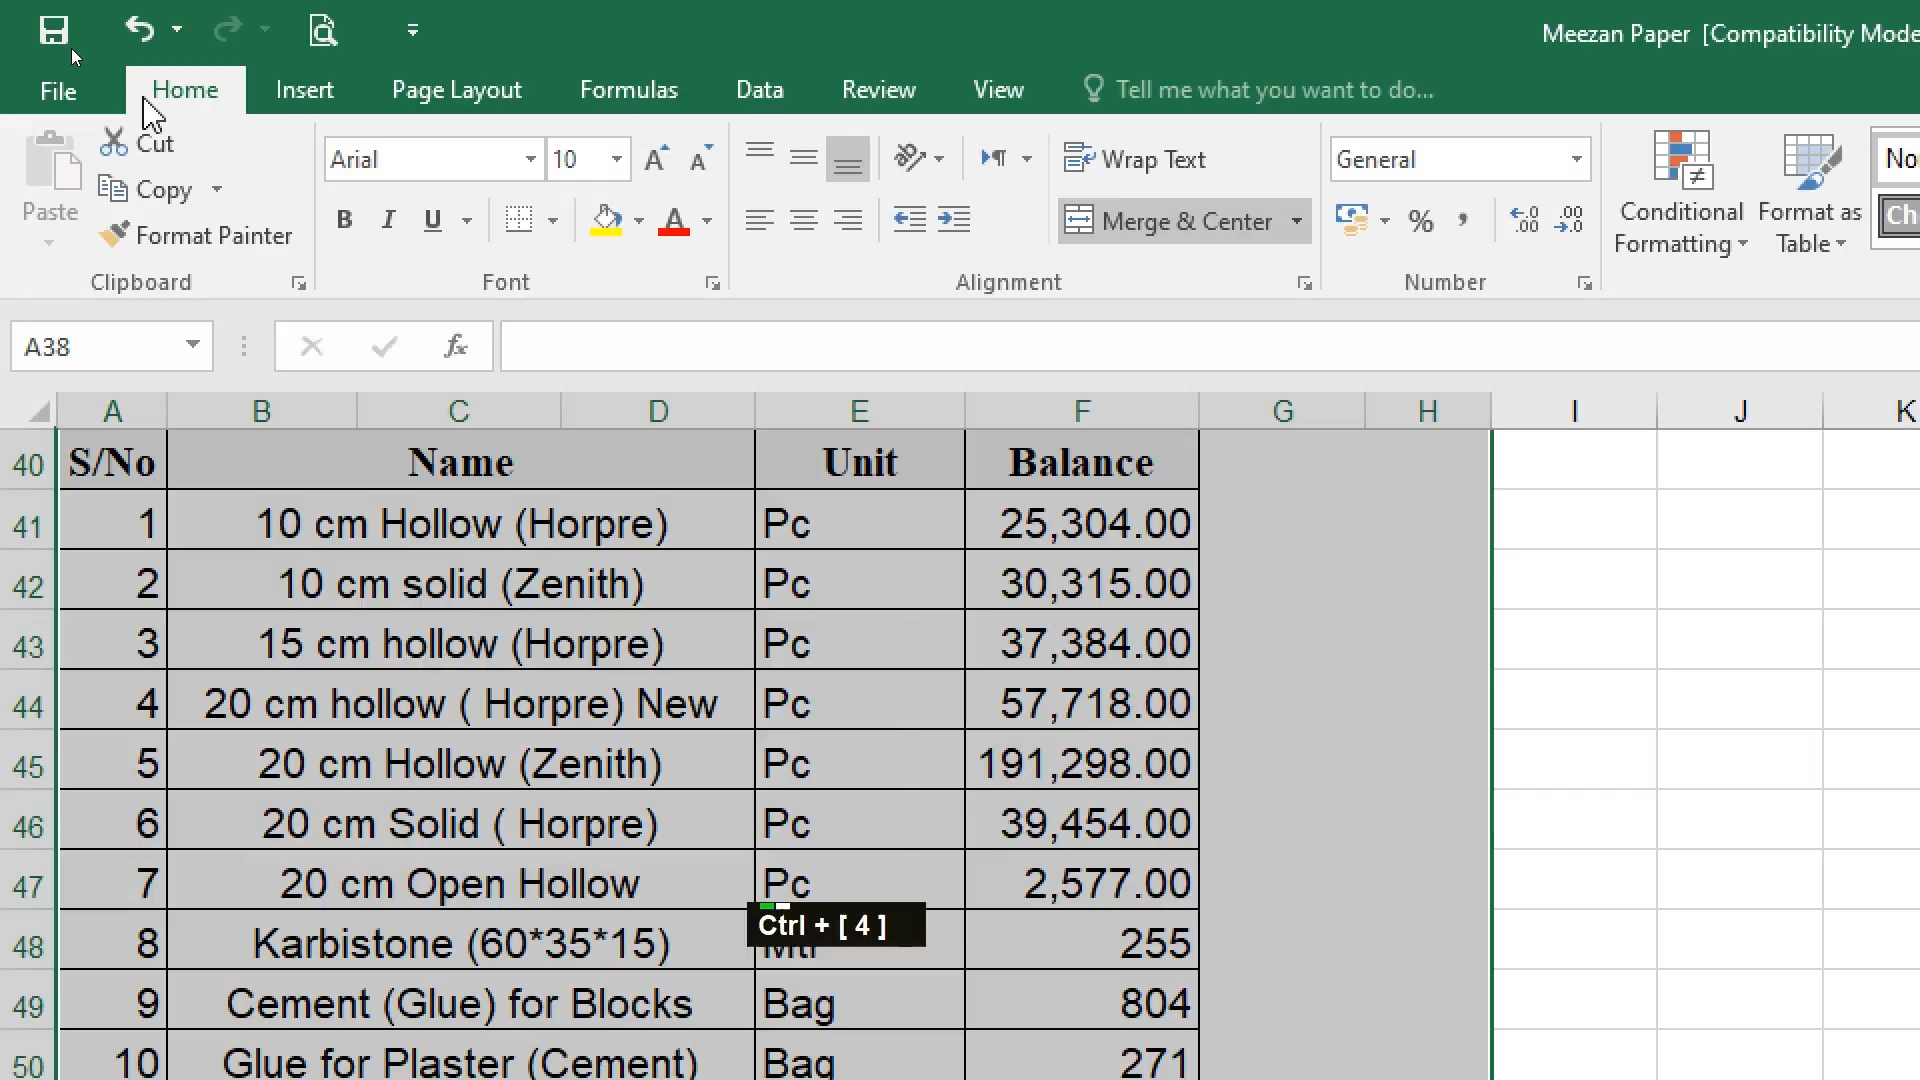 Meezan Paper [Compatibility Mode
File Home Insert Page Layout Formulas Data Review View Tell me what you want to do...
Paste
Cut
Copy
Format Painter
Clipboard
Arial 10
B I U A
Font
Wrap Text
Merge & Center
Alignment
General
% , .00 .00
Number
Conditional Formatting
Format as Table
No
Ch
A38 fx
A B C D E F G H I J K
40 S/No Name Unit Balance
41 1 10 cm Hollow (Horpre) Pc 25,304.00
42 2 10 cm solid (Zenith) Pc 30,315.00
43 3 15 cm hollow (Horpre) Pc 37,384.00
44 4 20 cm hollow ( Horpre) New Pc 57,718.00
45 5 20 cm Hollow (Zenith) Pc 191,298.00
46 6 20 cm Solid ( Horpre) Pc 39,454.00
47 7 20 cm Open Hollow Pc 2,577.00
Ctrl + [ 4 ]
48 8 Karbistone (60*35*15) 255
49 9 Cement (Glue) for Blocks Bag 804
50 10 Glue for Plaster (Cement) Bag 271